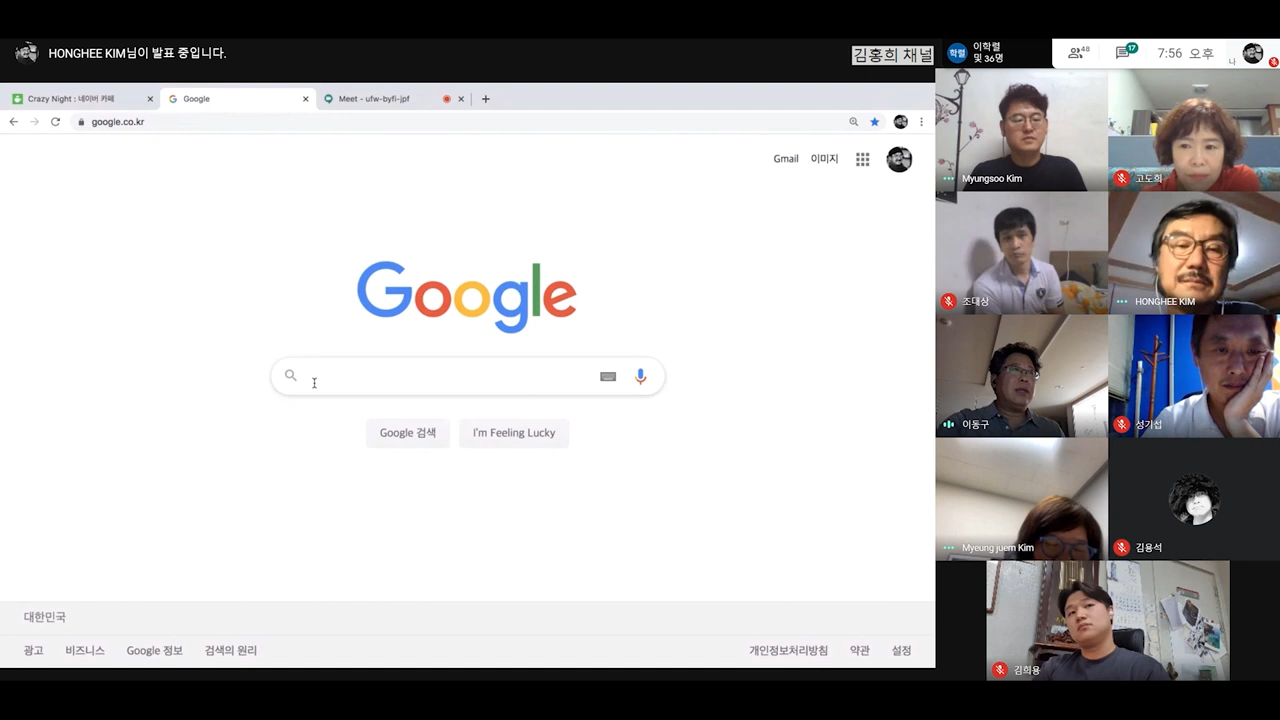 HONGHEE KIM님이 발표 중입니다.
김홍희 채널
학렬
이학렬
및 36명
48
17
7:56 오후
나
Crazy Night : 네이버 카페
Google
Meet - ufw-byfi-jpf
google.co.kr
Gmail
이미지
Google
Google 검색
I'm Feeling Lucky
대한민국
광고
비즈니스
Google 정보
검색의 원리
개인정보처리방침
약관
설정
Myungsoo Kim
고도희
조대상
HONGHEE KIM
이동구
성기섭
Myeung juem Kim
김용석
김희용